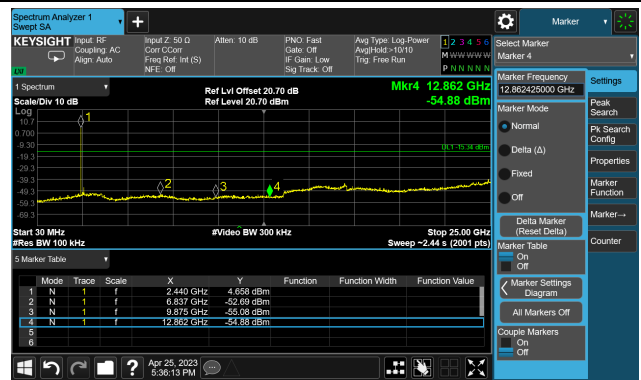 Spectrum Analyzer 1
Swept SA
Marker
KEYSIGHT
Input: RF
Coupling: AC
Align: Auto
Input Z: 50 Ω
Corr CCorr
Freq Ref: Int (S)
NFE: Off
Atten: 10 dB
PNO: Fast
Gate: Off
IF Gain: Low
Sig Track: Off
Avg Type: Log-Power
Avg|Hold:>10/10
Trig: Free Run
1 2 3 4 5 6
M W W W W W
P N N N N N
LXI
Select Marker
Marker 4
1 Spectrum
Scale/Div 10 dB
Ref Lvl Offset 20.70 dB
Ref Level 20.70 dBm
Mkr4 12.862 GHz
-54.88 dBm
Log
10.7
0.700
-9.30
-19.3
-29.3
-39.3
-49.3
-59.3
-69.3
1
2
3
4
DL1 -15.34 dBm
Start 30 MHz
#Res BW 100 kHz
#Video BW 300 kHz
Stop 25.00 GHz
Sweep ~2.44 s (2001 pts)
5 Marker Table
Mode Trace Scale X Y Function Function Width Function Value
1 N 1 f 2.440 GHz 4.658 dBm
2 N 1 f 6.837 GHz -52.69 dBm
3 N 1 f 9.875 GHz -55.08 dBm
4 N 1 f 12.862 GHz -54.88 dBm
5
6
Marker Frequency
12.862425000 GHz
Marker Mode
Normal
Delta (Δ)
Fixed
Off
Delta Marker
(Reset Delta)
Marker Table
On
Off
Marker Settings
Diagram
All Markers Off
Couple Markers
On
Off
Settings
Peak
Search
Pk Search
Config
Properties
Marker
Function
Marker→
Counter
?
Apr 25, 2023
5:36:13 PM